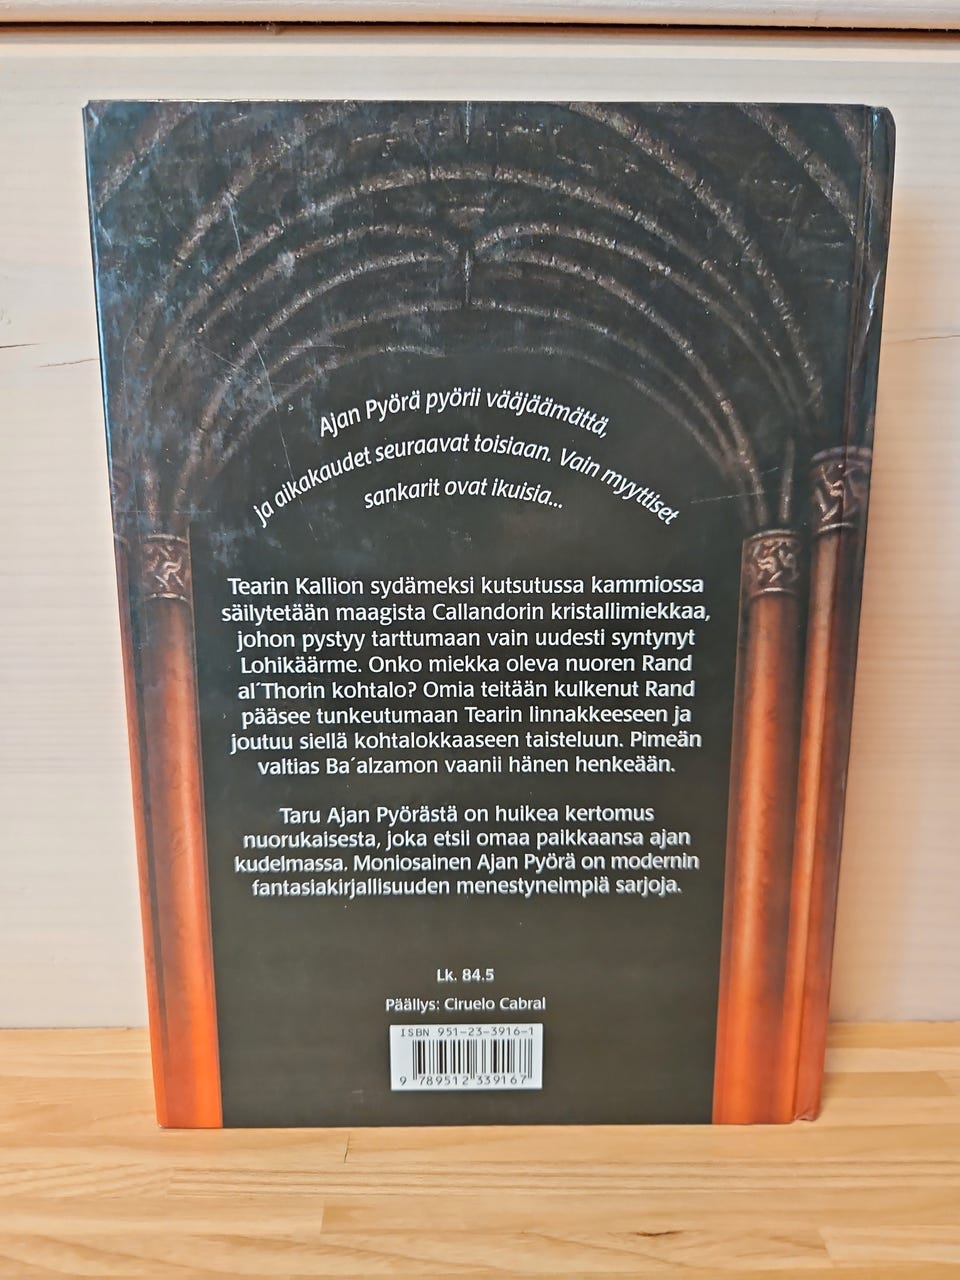 Ajan Pyörä pyörii vääjäämättä,
ja aikakaudet seuraavat toisiaan. Vain myyttiset
sankarit ovat ikuisia...
Tearin Kallion sydämeksi kutsutussa kammiossa
säilytetään maagista Callandorin kristallimiekkaa,
johon pystyy tarttumaan vain uudesti syntynyt
Lohikäärme. Onko miekka oleva nuoren Rand
al´Thorin kohtalo? Omia teitään kulkenut Rand
pääsee tunkeutumaan Tearin linnakkeeseen ja
joutuu siellä kohtalokkaaseen taisteluun. Pimeän
valtias Ba´alzamon vaanii hänen henkeään.
Taru Ajan Pyörästä on huikea kertomus
nuorukaisesta, joka etsii omaa paikkaansa ajan
kudelmassa. Moniosainen Ajan Pyörä on modernin
fantasiakirjallisuuden menestyneimpiä sarjoja.
Lk. 84.5
Päällys: Ciruelo Cabral
ISBN 951-23-3916-1
9 789512 339167